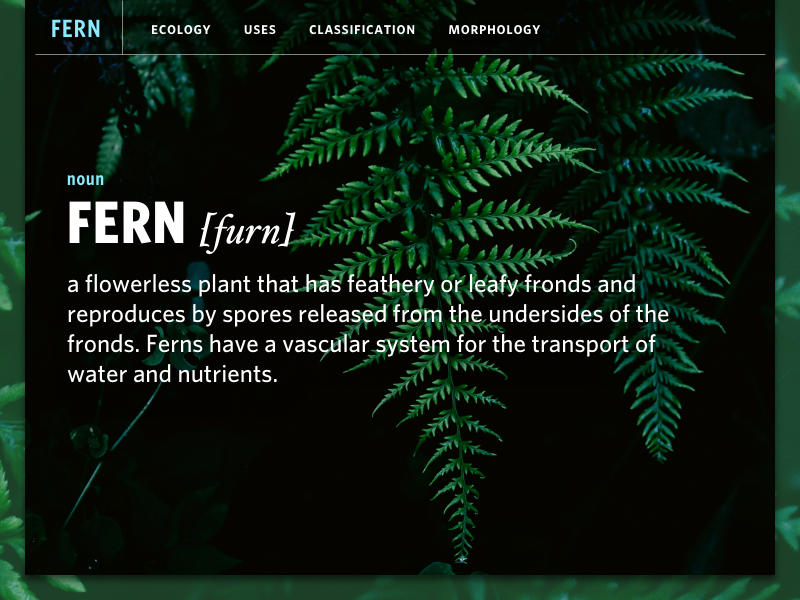 FERN
ECOLOGY USES CLASSIFICATION MORPHOLOGY
noun
FERN [furn]
a flowerless plant that has feathery or leafy fronds and
reproduces by spores released from the undersides of the
fronds. Ferns have a vascular system for the transport of
water and nutrients.